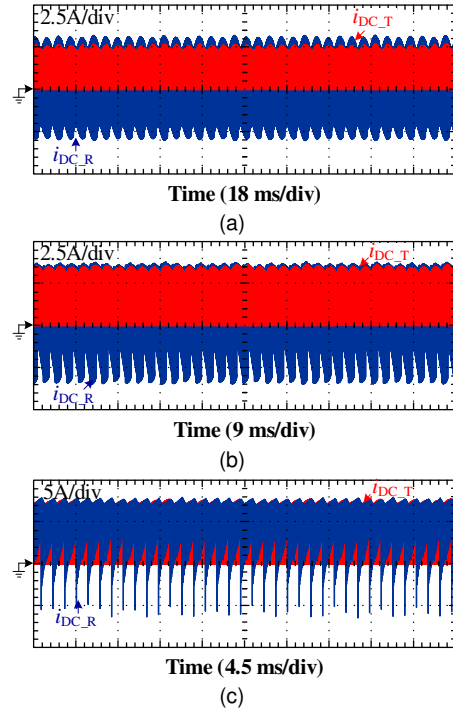 2.5A/div
iDC_T
iDC_R
Time (18 ms/div)
(a)
2.5A/div
iDC_T
iDC_R
Time (9 ms/div)
(b)
5A/div
iDC_T
iDC_R
Time (4.5 ms/div)
(c)